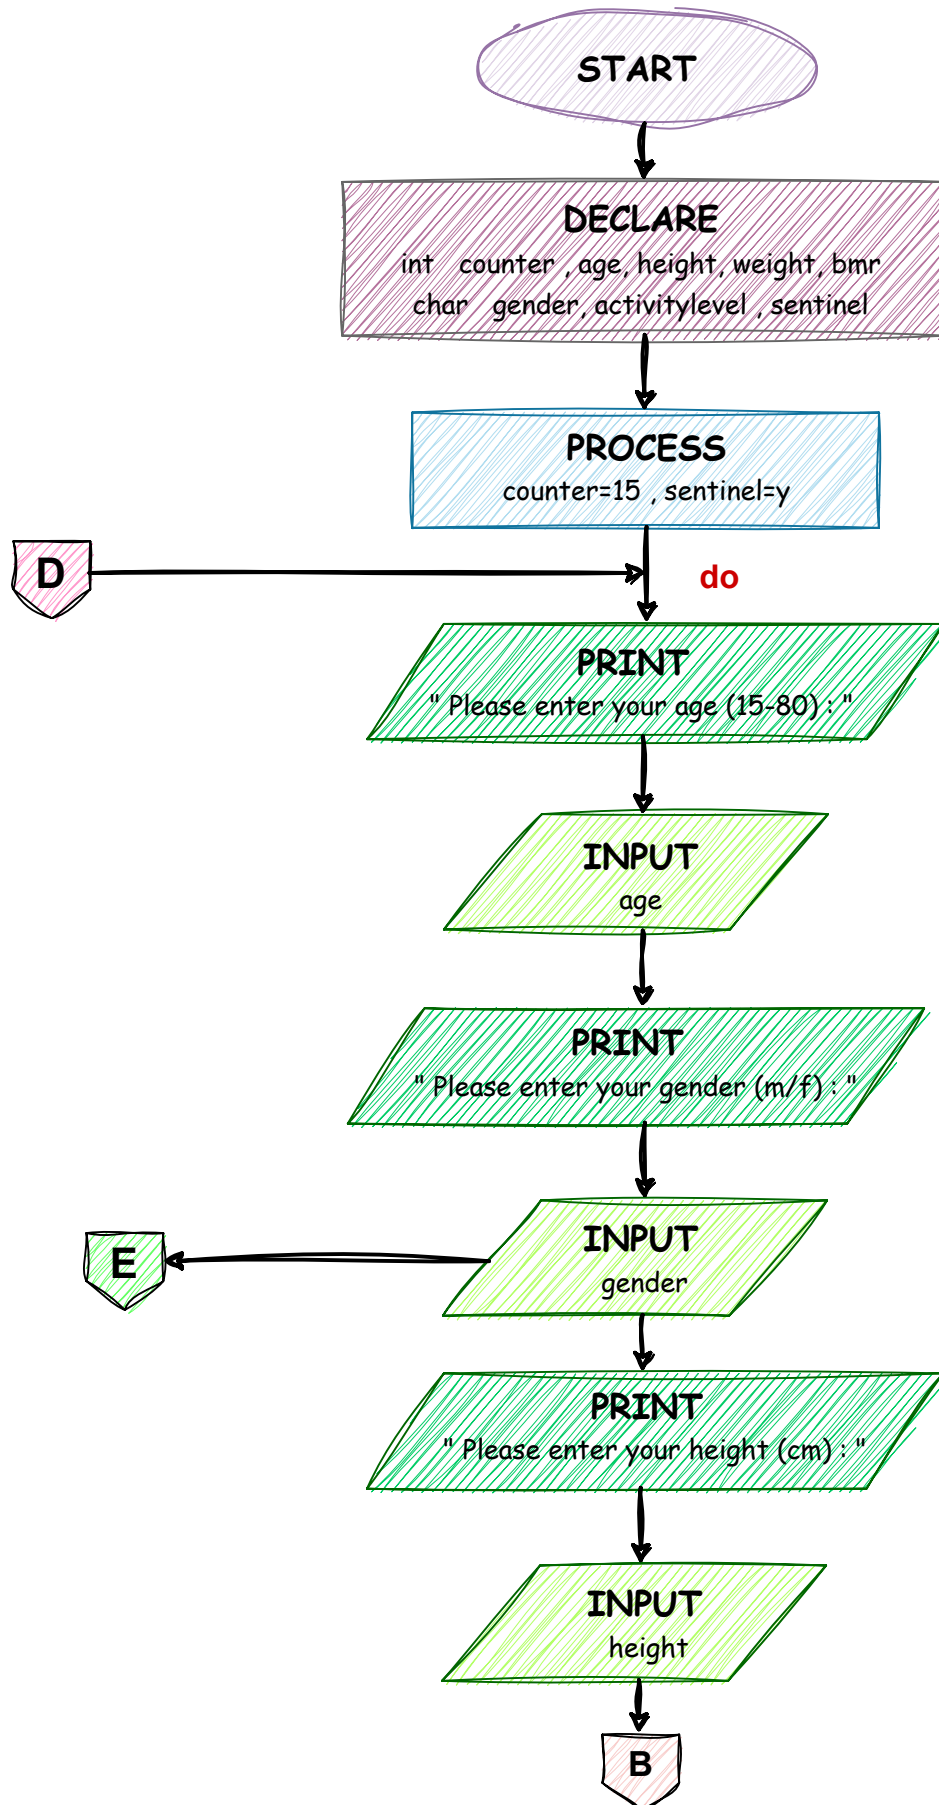 START
DECLARE
int counter , age, height, weight, bmr
char gender, activitylevel , sentinel
PROCESS
counter=15 , sentinel=y
D
do
PRINT
" Please enter your age (15-80) : "
INPUT
age
PRINT
" Please enter your gender (m/f) : "
INPUT
E
gender
PRINT
" Please enter your height (cm) : "
INPUT
height
B